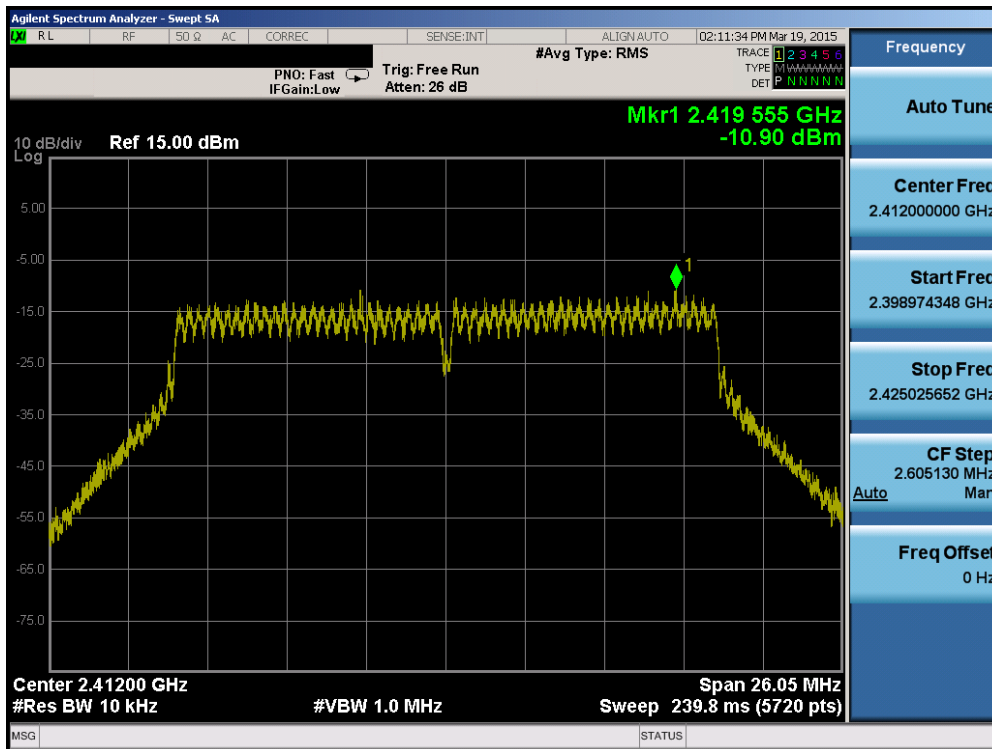 Agilent Spectrum Analyzer - Swept SA
LXI RL RF 50 Ω AC CORREC SENSE:INT ALIGN AUTO 02:11:34 PM Mar 19, 2015
#Avg Type: RMS
TRACE 1 2 3 4 5 6
TYPE M W W W W W
DET P N N N N N
PNO: Fast
IFGain:Low
Trig: Free Run
Atten: 26 dB
Mkr1 2.419 555 GHz
-10.90 dBm
10 dB/div Ref 15.00 dBm
Log
5.00
-5.00
-15.0
-25.0
-35.0
-45.0
-55.0
-65.0
-75.0
1
Center 2.41200 GHz Span 26.05 MHz
#Res BW 10 kHz #VBW 1.0 MHz Sweep 239.8 ms (5720 pts)
MSG STATUS
Frequency
Auto Tune
Center Freq
2.412000000 GHz
Start Freq
2.398974348 GHz
Stop Freq
2.425025652 GHz
CF Step
2.605130 MHz
Auto Man
Freq Offset
0 Hz